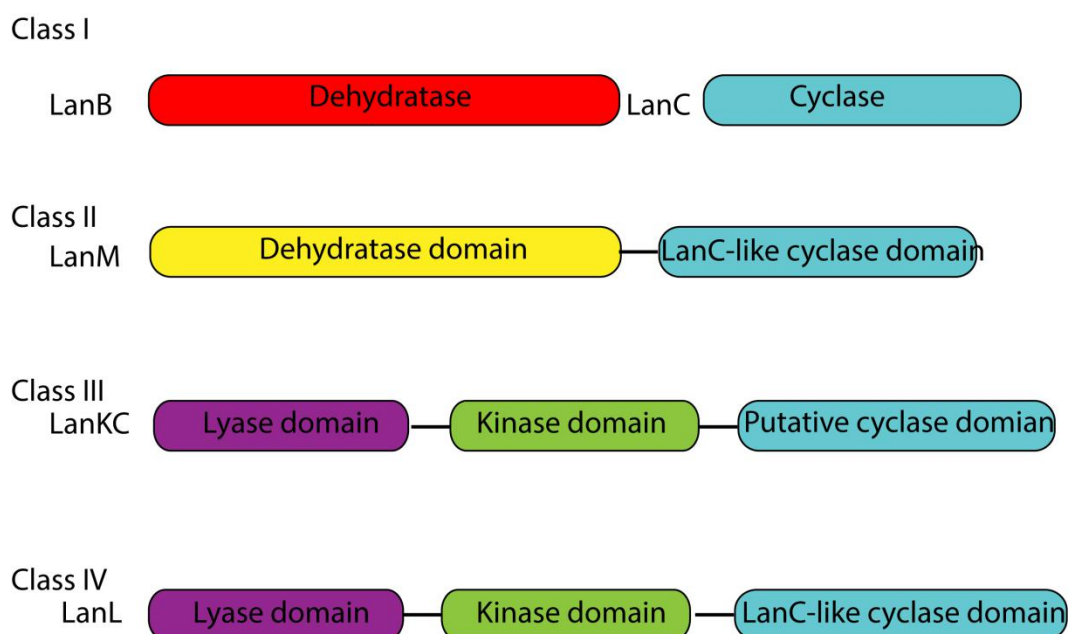 Class I
LanB Dehydratase LanC Cyclase
Class II
LanM Dehydratase domain LanC-like cyclase domain
Class III
LanKC Lyase domain Kinase domain Putative cyclase domian
Class IV
LanL Lyase domain Kinase domain LanC-like cyclase domain